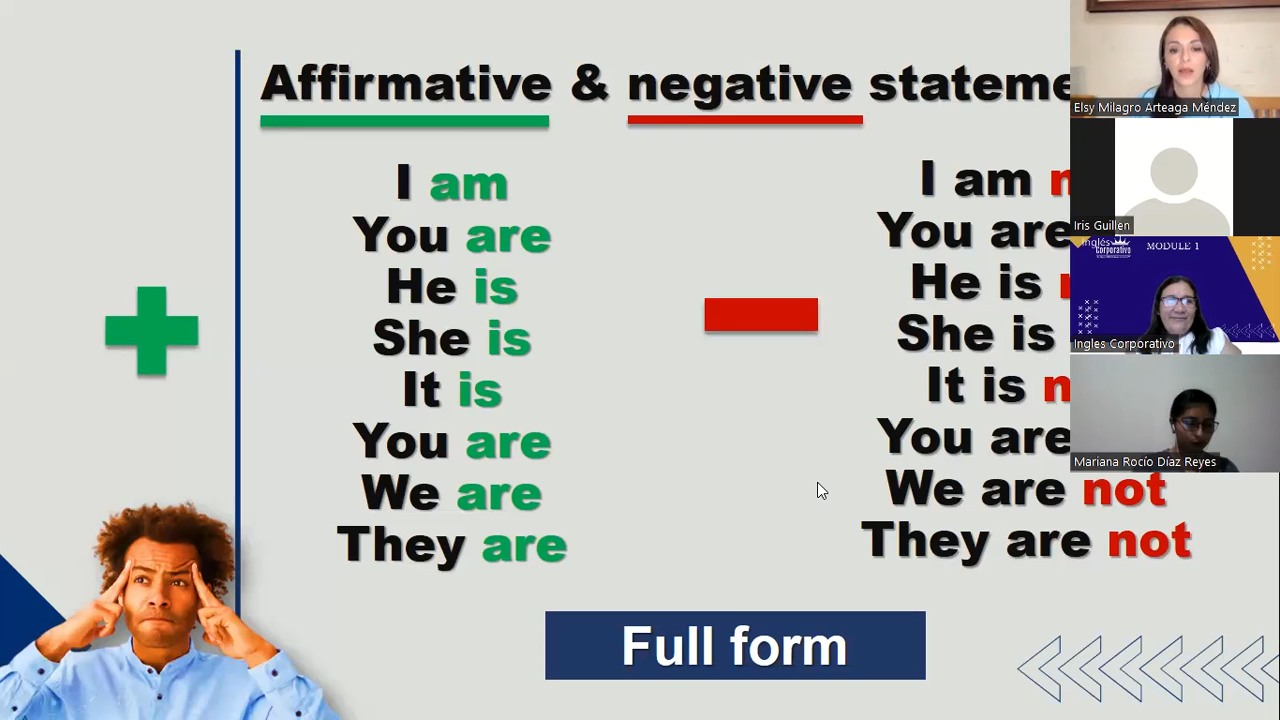 Affirmative & negative stateme
I am
You are
He is
She is
It is
You are
We are
They are
I am n
You are
He is
She is
It is n
You are
We are not
They are not
Full form
Elsy Milagro Arteaga Méndez
Iris Guillen
Inglés
Corporativo
MODULE 1
Ingles Corporativo
Mariana Rocío Díaz Reyes